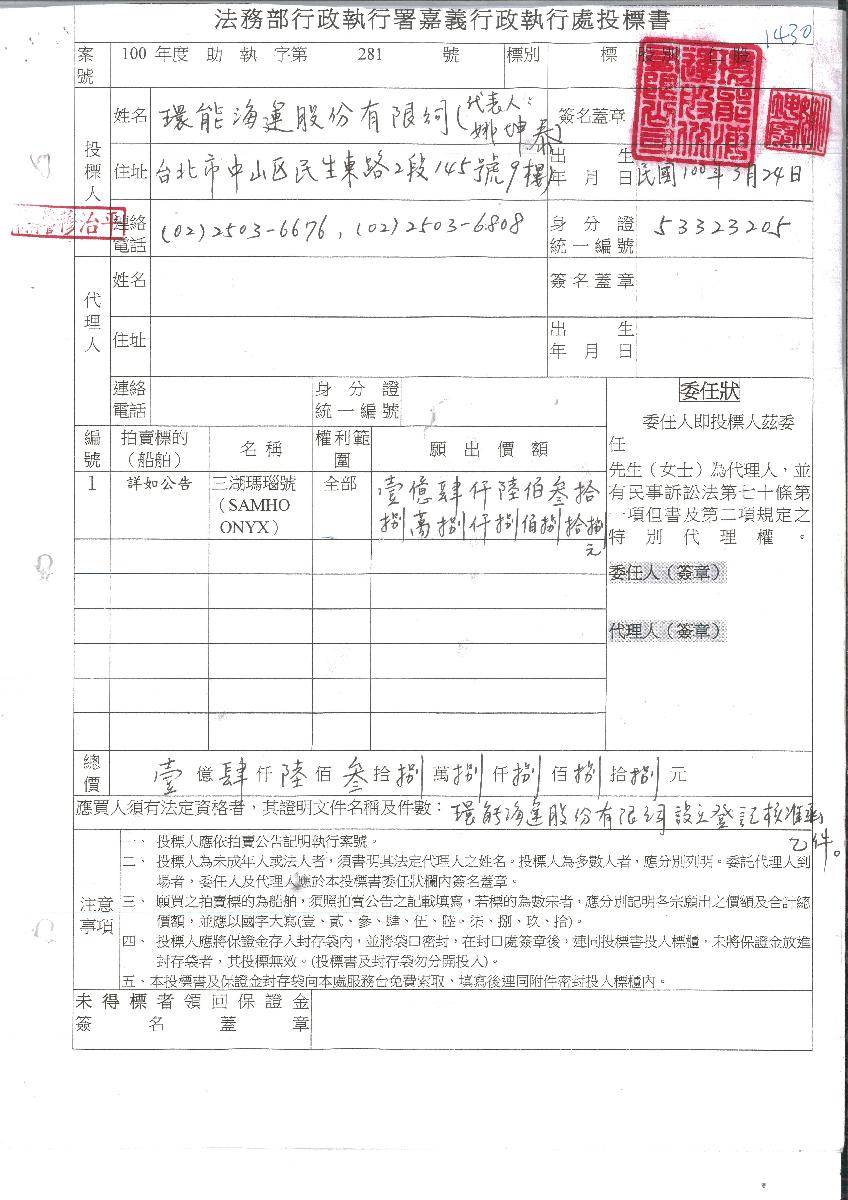 法務部行政執行署嘉義行政執行處投標書
1430
案號 100 年度 助 執 字第 281 號 標別 標 股別 股
投標人 姓名 環能海運股份有限公司(代表人:姚坤泰) 簽名蓋章
住址 台北市中山区民生東路2段145號9樓 出生年月日 民國100年3月24日
連絡電話 (02)2503-6676, (02)2503-6808 身分證統一編號 53323205
代理人 姓名 簽名蓋章
住址 出生年月日
連絡電話 身分證統一編號
編號 拍賣標的(船舶) 名稱 權利範圍 願出價額
1 詳如公告 三湖瑪瑙號(SAMHO ONYX) 全部 壹億肆仟陸佰叁拾
捌萬捌仟捌佰捌拾捌
元
委任狀
委任人即投標人茲委
任
先生(女士)為代理人,並
有民事訴訟法第七十條第
一項但書及第二項規定之
特別代理權。
委任人(簽章)
代理人(簽章)
總價 壹億肆仟陸佰叁拾捌萬捌仟捌佰捌拾捌元
應買人須有法定資格者,其證明文件名稱及件數:環能海運股份有限公司設立登記核准函
乙件。
注意事項
一、 投標人應依拍賣公告記明執行案號。
二、 投標人為未成年人或法人者,須書明其法定代理人之姓名。投標人為多數人者,應分別列明。委託代理人到
場者,委任人及代理人應於本投標書委任狀欄內簽名蓋章。
三、 願買之拍賣標的為船舶,須照拍賣公告之記載填寫,若標的為數宗者,應分別記明各宗願出之價額及合計總
價額,並應以國字大寫(壹、貳、參、肆、伍、陸。柒、捌、玖、拾)。
四、 投標人應將保證金存入封存袋內,並將袋口密封,在封口處簽章後,連同投標書投入標櫃,未將保證金放進
封存袋者,其投標無效。(投標書及封存袋勿分開投入)。
五、本投標書及保證金封存袋向本處服務台免費索取、填寫後連同附件密封投入標櫃內。
未得標者領回保證金
簽名蓋章